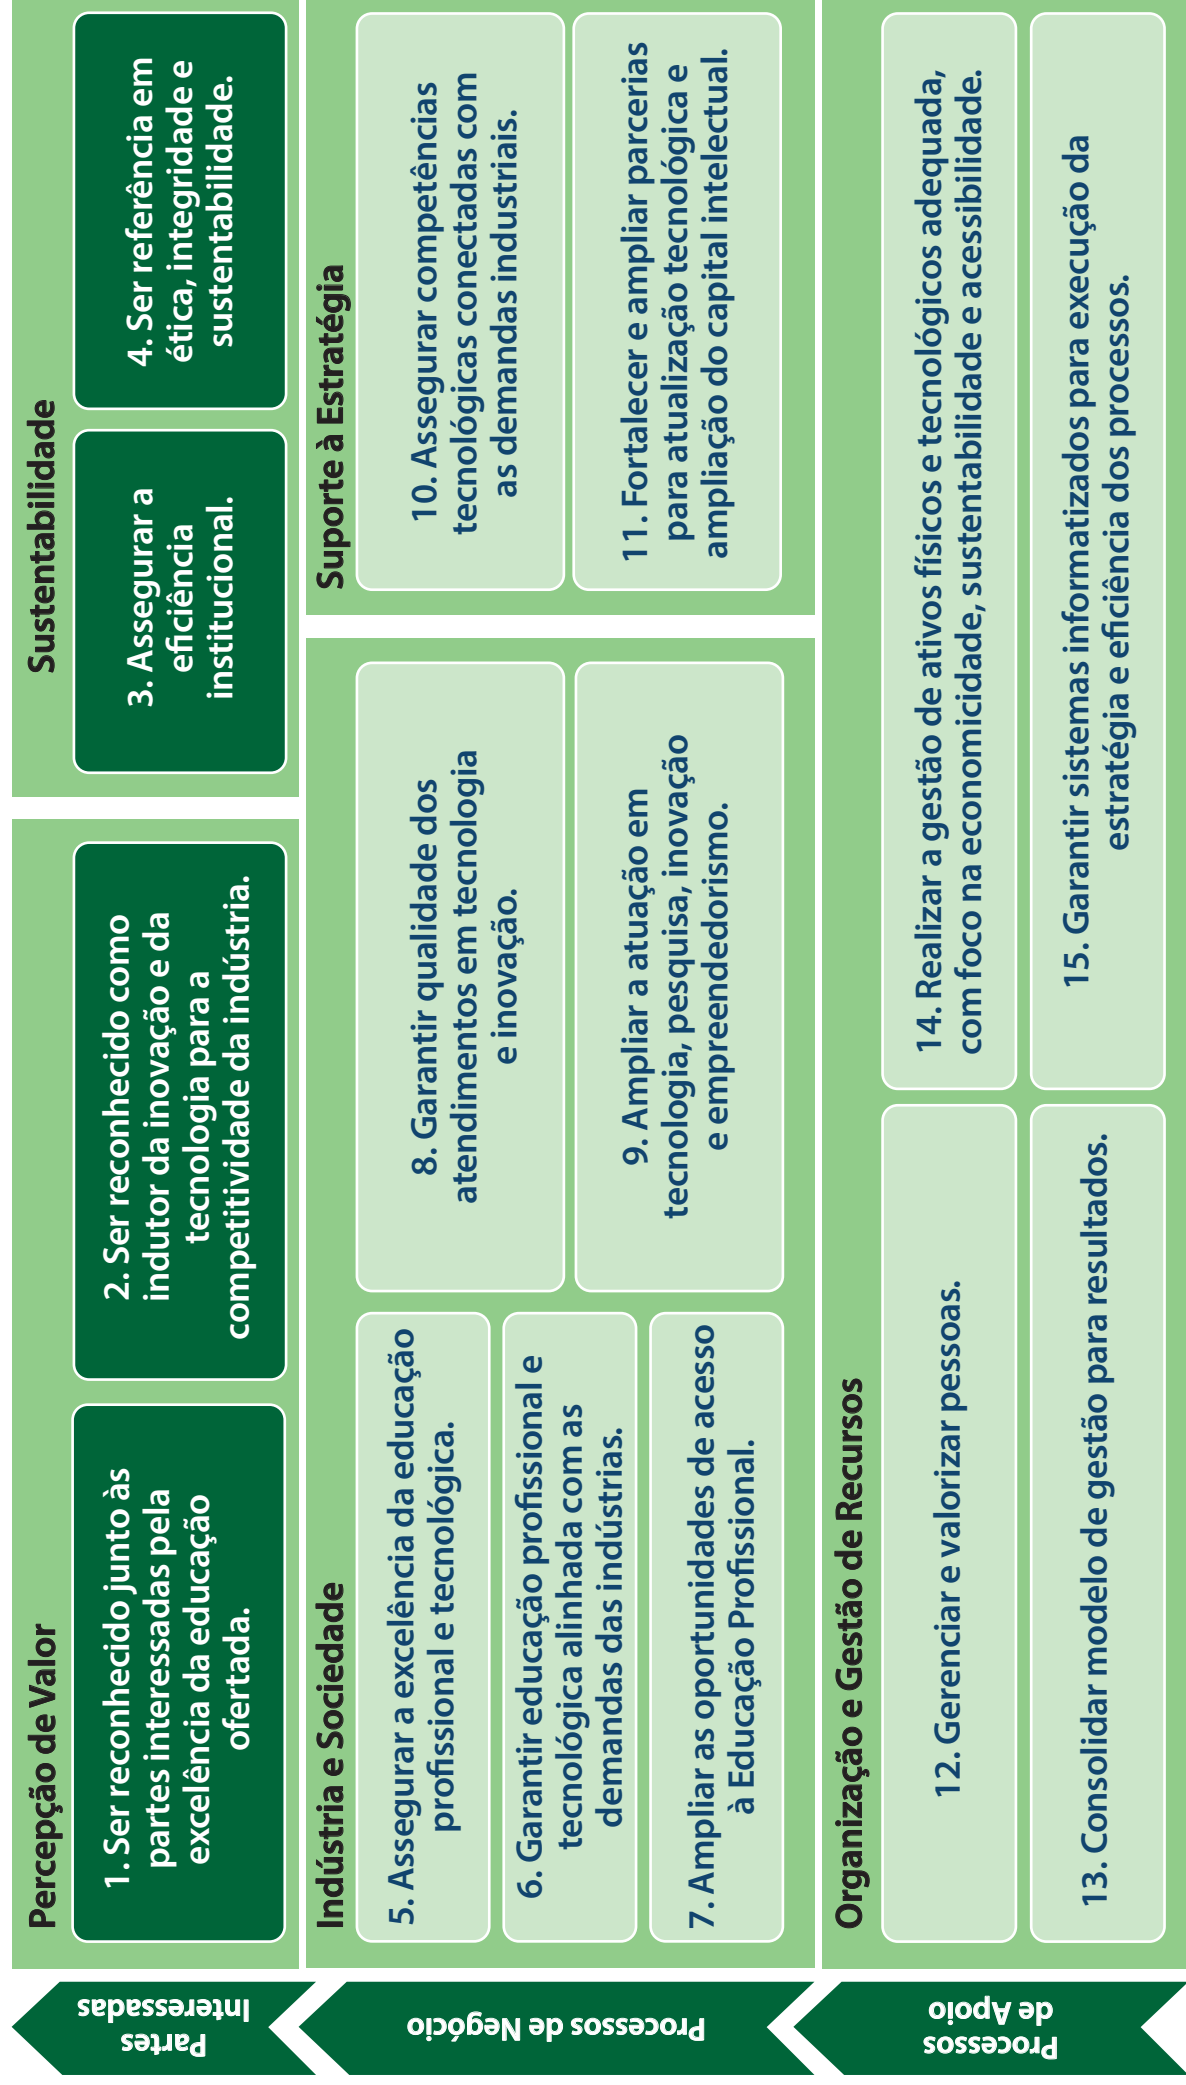 Partes
Interessadas
Percepção de Valor
1. Ser reconhecido junto às
partes interessadas pela
excelência da educação
ofertada.
2. Ser reconhecido como
indutor da inovação e da
tecnologia para a
competitividade da indústria.
Sustentabilidade
3. Assegurar a
eficiência
institucional.
4. Ser referência em
ética, integridade e
sustentabilidade.
Processos de Negócio
Indústria e Sociedade
5. Assegurar a excelência da educação
profissional e tecnológica.
6. Garantir educação profissional e
tecnológica alinhada com as
demandas das indústrias.
7. Ampliar as oportunidades de acesso
à Educação Profissional.
8. Garantir qualidade dos
atendimentos em tecnologia
e inovação.
9. Ampliar a atuação em
tecnologia, pesquisa, inovação
e empreendedorismo.
Suporte à Estratégia
10. Assegurar competências
tecnológicas conectadas com
as demandas industriais.
11. Fortalecer e ampliar parcerias
para atualização tecnológica e
ampliação do capital intelectual.
Processos
de Apoio
Organização e Gestão de Recursos
12. Gerenciar e valorizar pessoas.
13. Consolidar modelo de gestão para resultados.
14. Realizar a gestão de ativos físicos e tecnológicos adequada,
com foco na economicidade, sustentabilidade e acessibilidade.
15. Garantir sistemas informatizados para execução da
estratégia e eficiência dos processos.